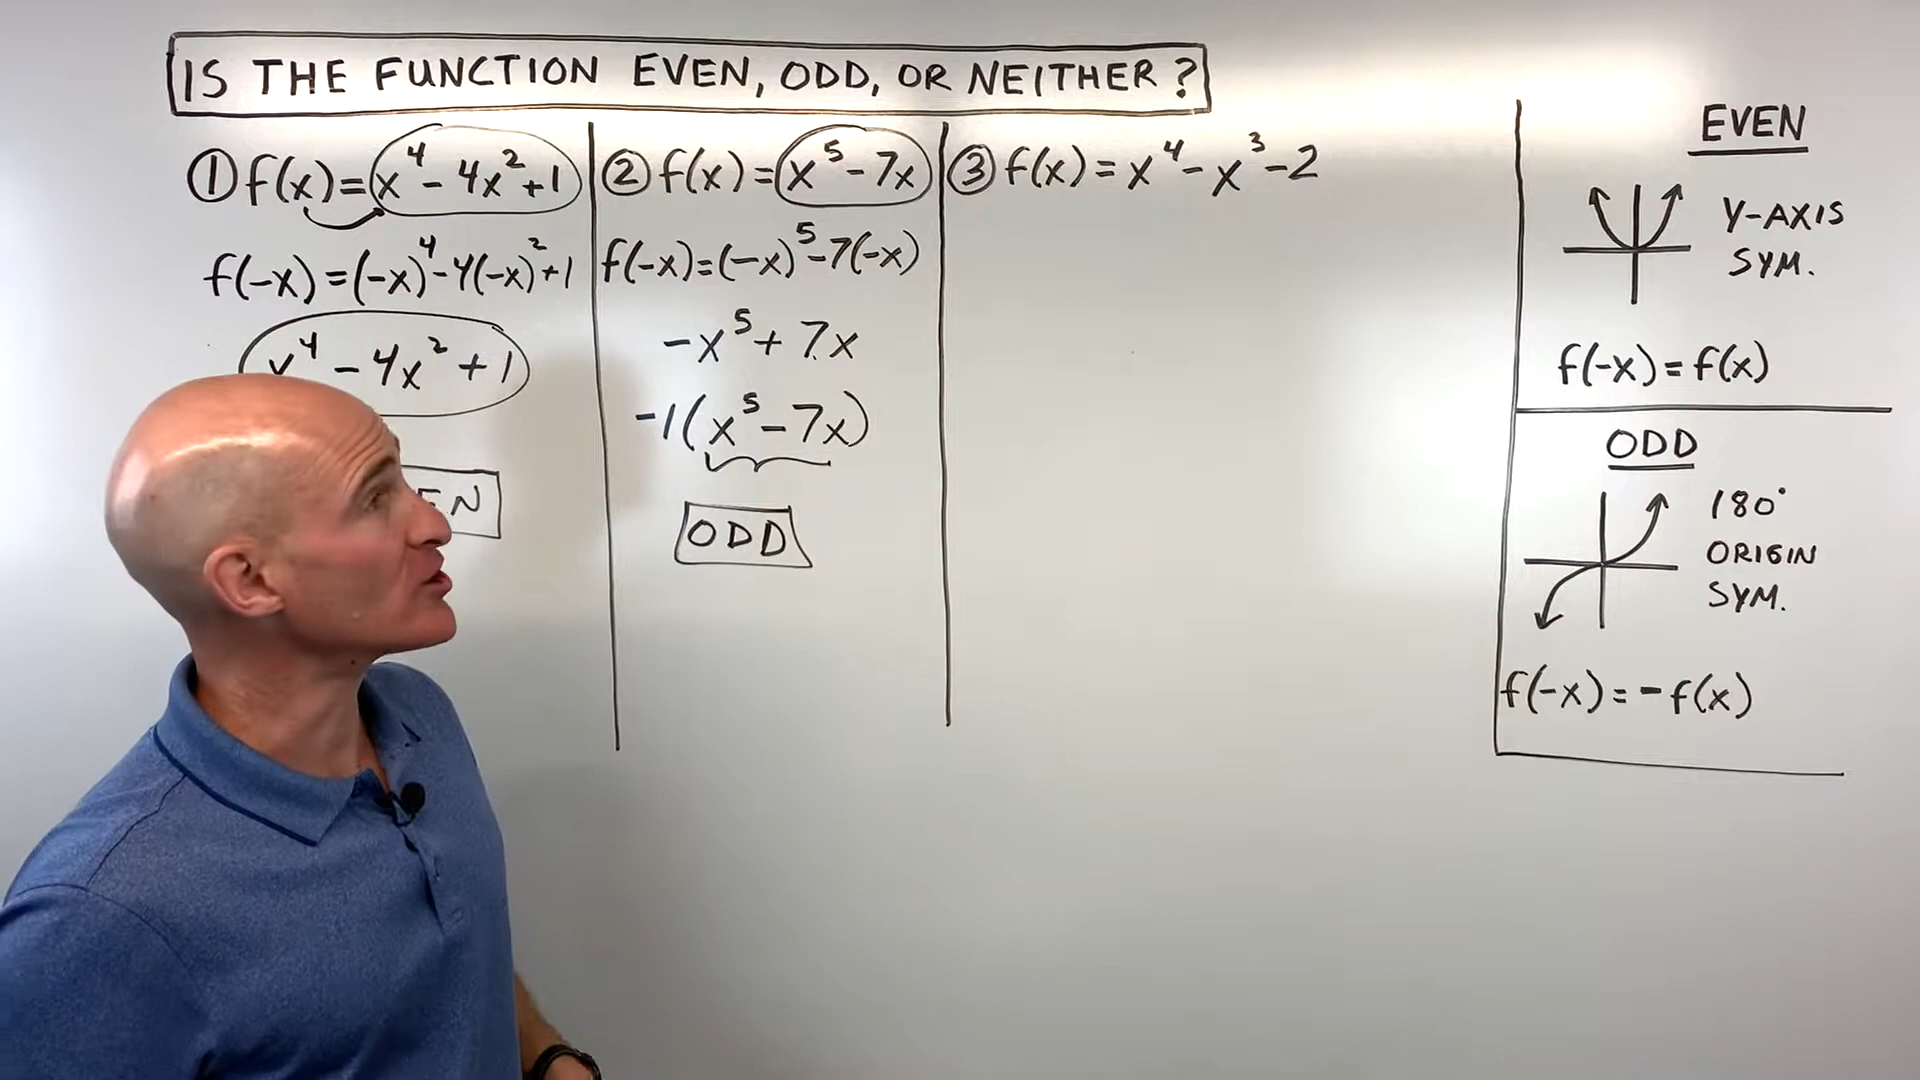 IS THE FUNCTION EVEN, ODD, OR NEITHER?
① f(x) = x⁴ - 4x² + 1
f(-x) = (-x)⁴ - 4(-x)² + 1
x⁴ - 4x² + 1
② f(x) = x⁵ - 7x
f(-x) = (-x)⁵ - 7(-x)
-x⁵ + 7x
-1(x⁵ - 7x)
ODD
③ f(x) = x⁴ - x³ - 2
EVEN
Y-AXIS
SYM.
f(-x) = f(x)
ODD
180°
ORIGIN
SYM.
f(-x) = -f(x)